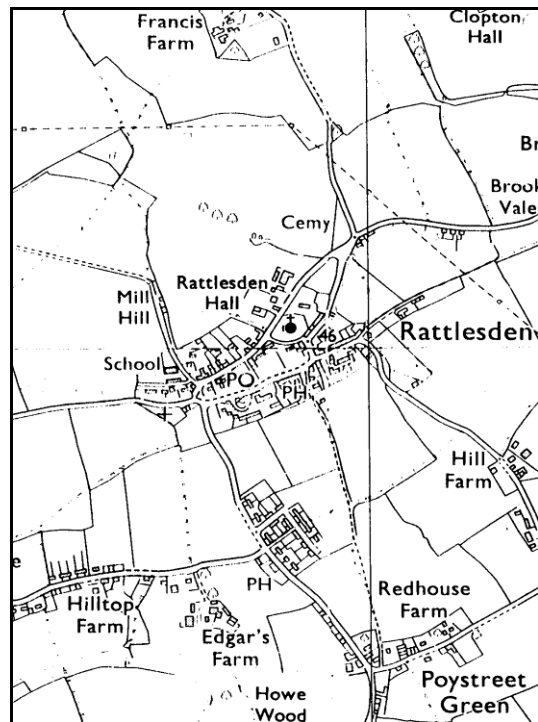 Francis
Farm
Clopton
Hall
Br
Brook
Vale
Cemy
Rattlesden
Hall
Mill
Hill
46
Rattlesden
School
PO
PH
Hill
Farm
e
PH
Redhouse
Farm
Hilltop
Farm
Edgar's
Farm
Poystreet
Green
Howe
Wood